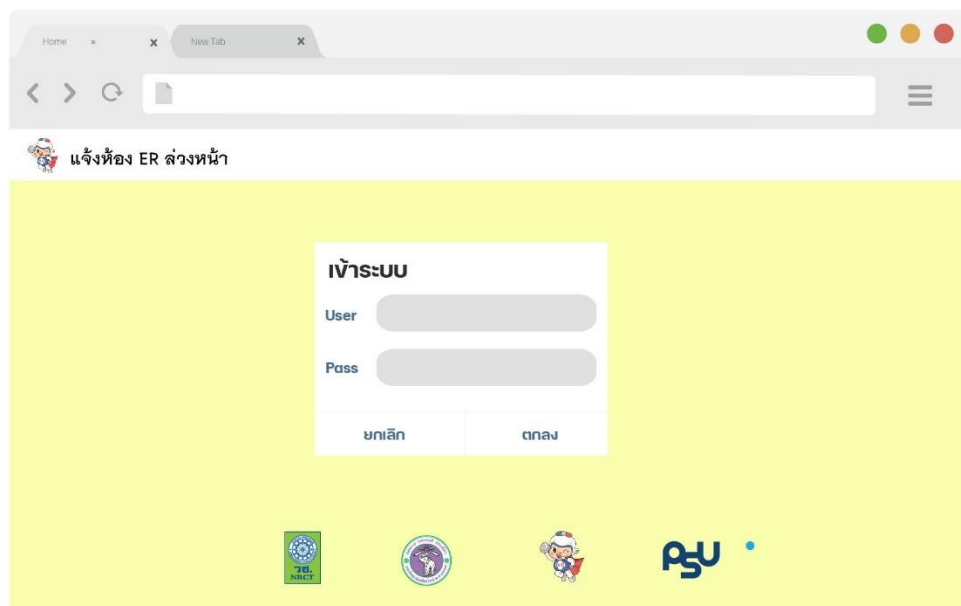 Home » x New Tab x
แจ้งห้อง ER ล่วงหน้า
เข้าระบบ
User
Pass
ยกเลิก ตกลง
วช.
NRCT
PSU